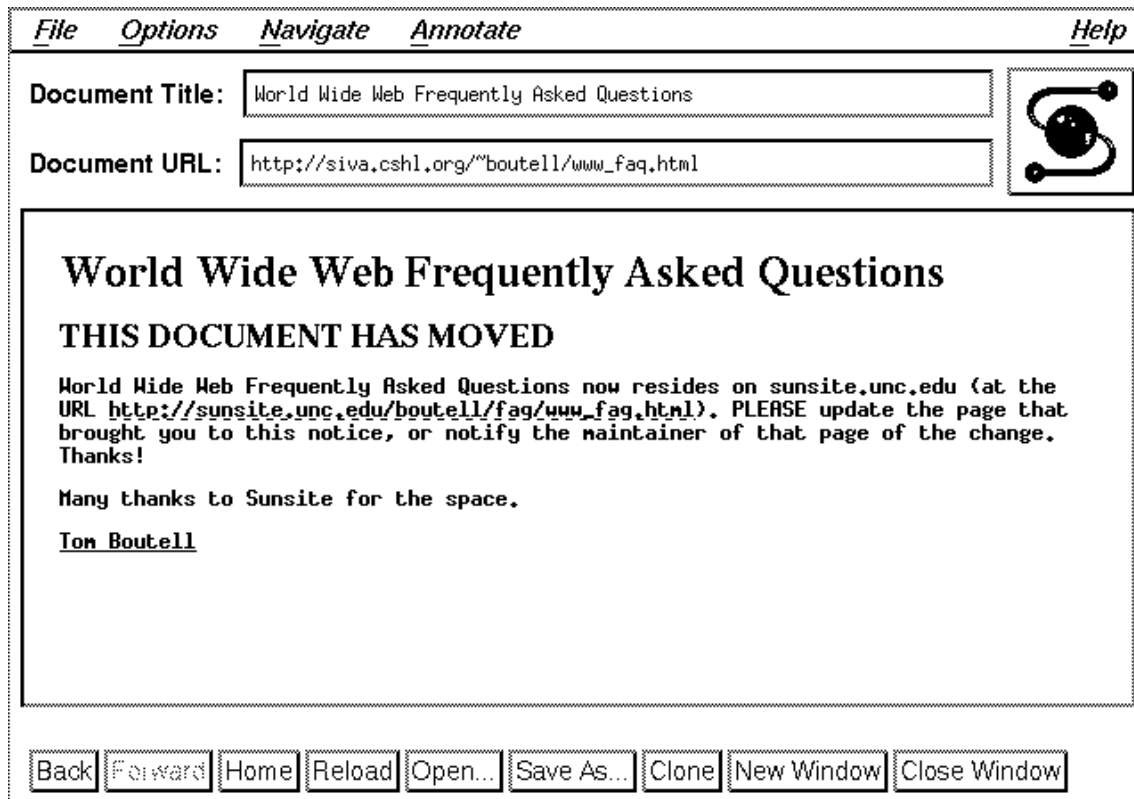 File Options Navigate Annotate Help
Document Title: World Wide Web Frequently Asked Questions
Document URL: http://siva.cshl.org/~boutell/www_faq.html
World Wide Web Frequently Asked Questions
THIS DOCUMENT HAS MOVED
World Wide Web Frequently Asked Questions now resides on sunsite.unc.edu (at the
URL http://sunsite.unc.edu/boutell/faq/www_faq.html). PLEASE update the page that
brought you to this notice, or notify the maintainer of that page of the change.
Thanks!
Many thanks to Sunsite for the space.
Tom Boutell
Back Forward Home Reload Open... Save As... Clone New Window Close Window